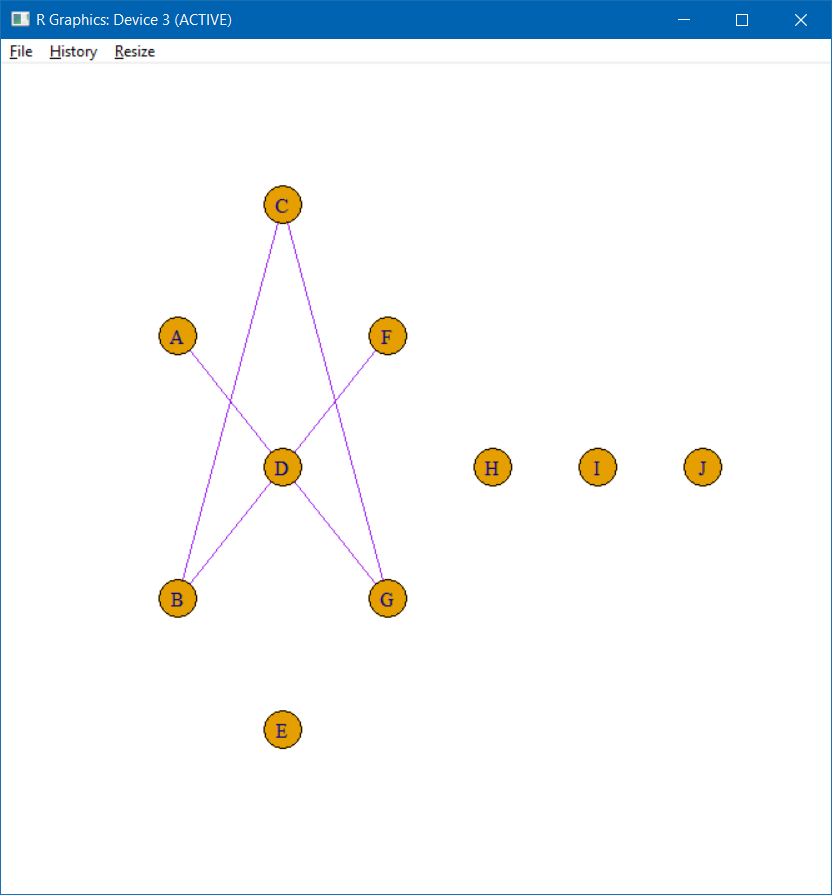 R Graphics: Device 3 (ACTIVE)
File History Resize
C
A F
D H I J
B G
E